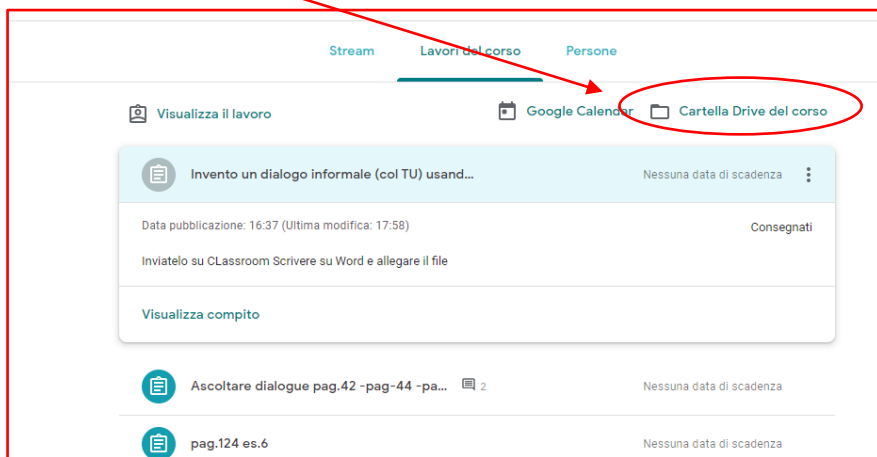 Stream Lavori del corso Persone
Visualizza il lavoro Google Calendar Cartella Drive del corso
Invento un dialogo informale (col TU) usand... Nessuna data di scadenza
Data pubblicazione: 16:37 (Ultima modifica: 17:58) Consegnati
Inviatelo su CLassroom Scrivere su Word e allegare il file
Visualizza compito
Ascoltare dialogue pag.42 -pag-44 -pa... 2 Nessuna data di scadenza
pag.124 es.6 Nessuna data di scadenza